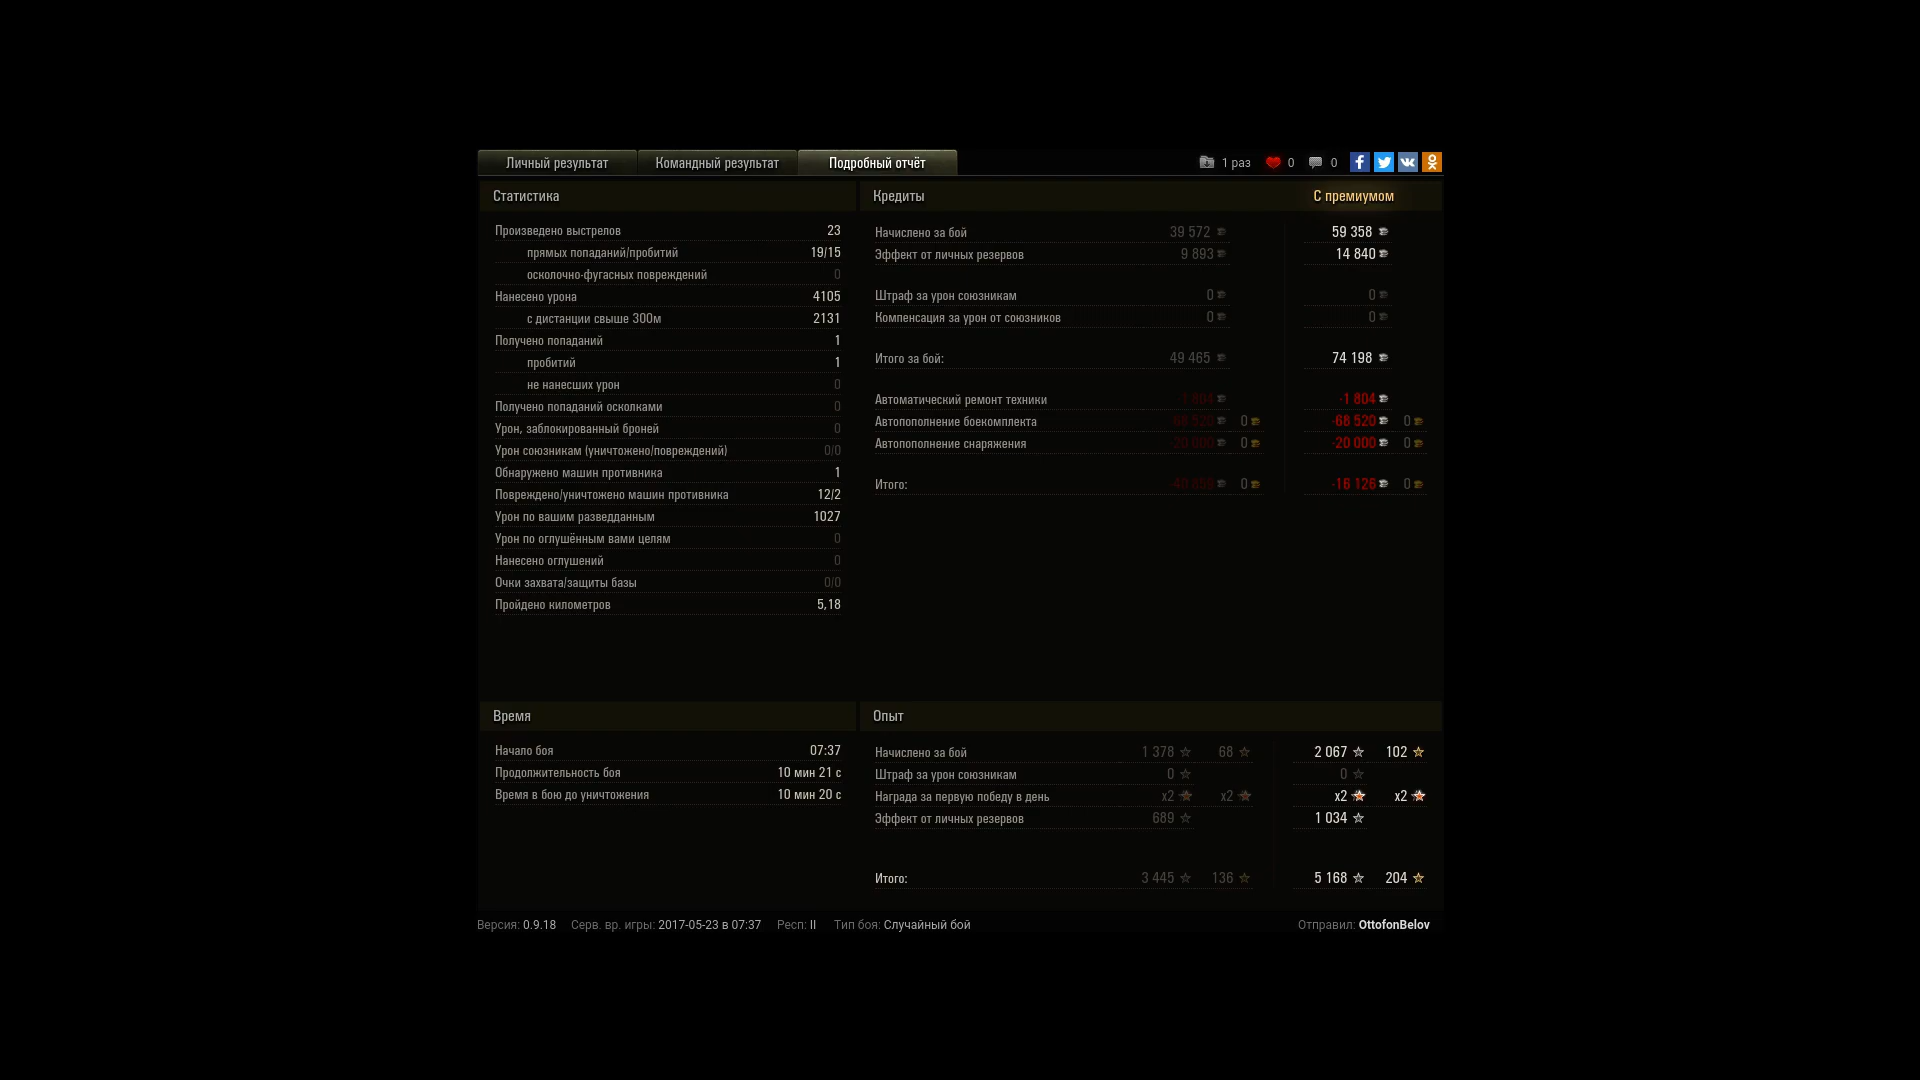 Личный результат Командный результат Подробный отчёт 1 раз 0 0
Статистика
Произведено выстрелов 23
прямых попаданий/пробитий 19/15
осколочно-фугасных повреждений 0
Нанесено урона 4105
с дистанции свыше 300м 2131
Получено попаданий 1
пробитий 1
не нанесших урон 0
Получено попаданий осколками 0
Урон, заблокированный броней 0
Урон союзникам (уничтожено/повреждений) 0/0
Обнаружено машин противника 1
Повреждено/уничтожено машин противника 12/2
Урон по вашим разведданным 1027
Урон по оглушённым вами целям 0
Нанесено оглушений 0
Очки захвата/защиты базы 0/0
Пройдено километров 5,18
Кредиты С премиумом
Начислено за бой 39 572 59 358
Эффект от личных резервов 9 893 14 840
Штраф за урон союзникам 0 0
Компенсация за урон от союзников 0 0
Итого за бой: 49 465 74 198
Автоматический ремонт техники -1 804 -1 804
Автопополнение боекомплекта -68 520 0 -68 520 0
Автопополнение снаряжения -20 000 0 -20 000 0
Итого: -40 859 0 -16 126 0
Время
Начало боя 07:37
Продолжительность боя 10 мин 21 с
Время в бою до уничтожения 10 мин 20 с
Опыт
Начислено за бой 1 378 68 2 067 102
Штраф за урон союзникам 0 0
Награда за первую победу в день x2 x2 x2 x2
Эффект от личных резервов 689 1 034
Итого: 3 445 136 5 168 204
Версия: 0.9.18 Серв. вр. игры: 2017-05-23 в 07:37 Респ: II Тип боя: Случайный бой Отправил: OttofonBelov